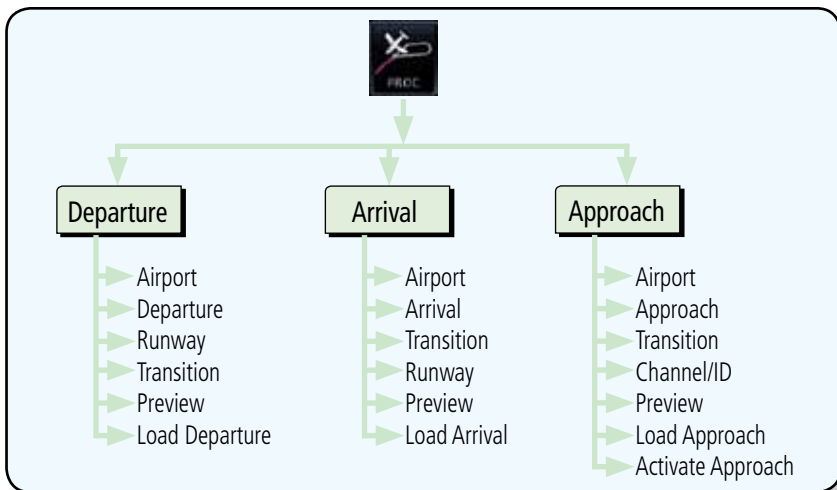 PROC
Departure
Airport
Departure
Runway
Transition
Preview
Load Departure
Arrival
Airport
Arrival
Transition
Runway
Preview
Load Arrival
Approach
Airport
Approach
Transition
Channel/ID
Preview
Load Approach
Activate Approach